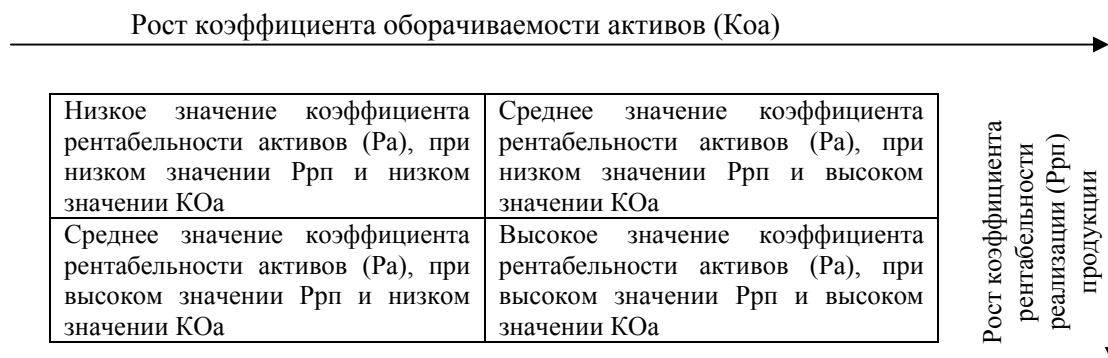 Рост коэффициента оборачиваемости активов (Коа)
Низкое значение коэффициента
рентабельности активов (Ра), при
низком значении Ррп и низком
значении КОа
Среднее значение коэффициента
рентабельности активов (Ра), при
низком значении Ррп и высоком
значении КОа
Среднее значение коэффициента
рентабельности активов (Ра), при
высоком значении Ррп и низком
значении КОа
Высокое значение коэффициента
рентабельности активов (Ра), при
высоком значении Ррп и высоком
значении КОа
Рост коэффициента
рентабельности
реализации (Ррп)
продукции